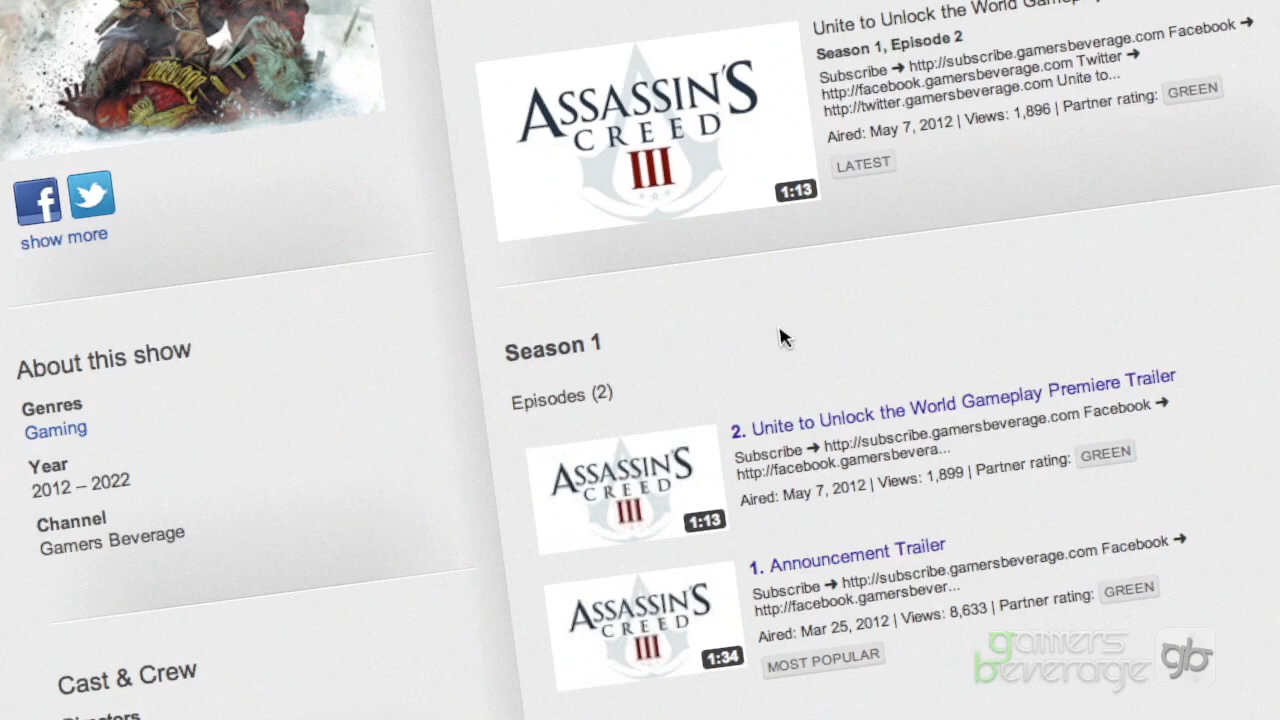 show more
About this show
Genres
Gaming
Year
2012 – 2022
Channel
Gamers Beverage
Cast & Crew
Directors
ASSASSIN'S
CREED
III
1:13
Unite to Unlock the World
Season 1, Episode 2
Subscribe ➔ http://subscribe.gamersbeverage.com Facebook ➔
http://facebook.gamersbeverage.com Twitter ➔
http://twitter.gamersbeverage.com Unite to...
Aired: May 7, 2012 | Views: 1,896 | Partner rating: GREEN
LATEST
Season 1
Episodes (2)
ASSASSIN'S
CREED
III
1:13
2. Unite to Unlock the World Gameplay Premiere Trailer
Subscribe ➔ http://subscribe.gamersbeverage.com Facebook ➔
http://facebook.gamersbevera...
Aired: May 7, 2012 | Views: 1,899 | Partner rating: GREEN
ASSASSIN'S
CREED
III
1:34
1. Announcement Trailer
Subscribe ➔ http://subscribe.gamersbeverage.com Facebook ➔
http://facebook.gamersbever...
Aired: Mar 25, 2012 | Views: 8,633 | Partner rating: GREEN
MOST POPULAR
gamers
beverage
gb